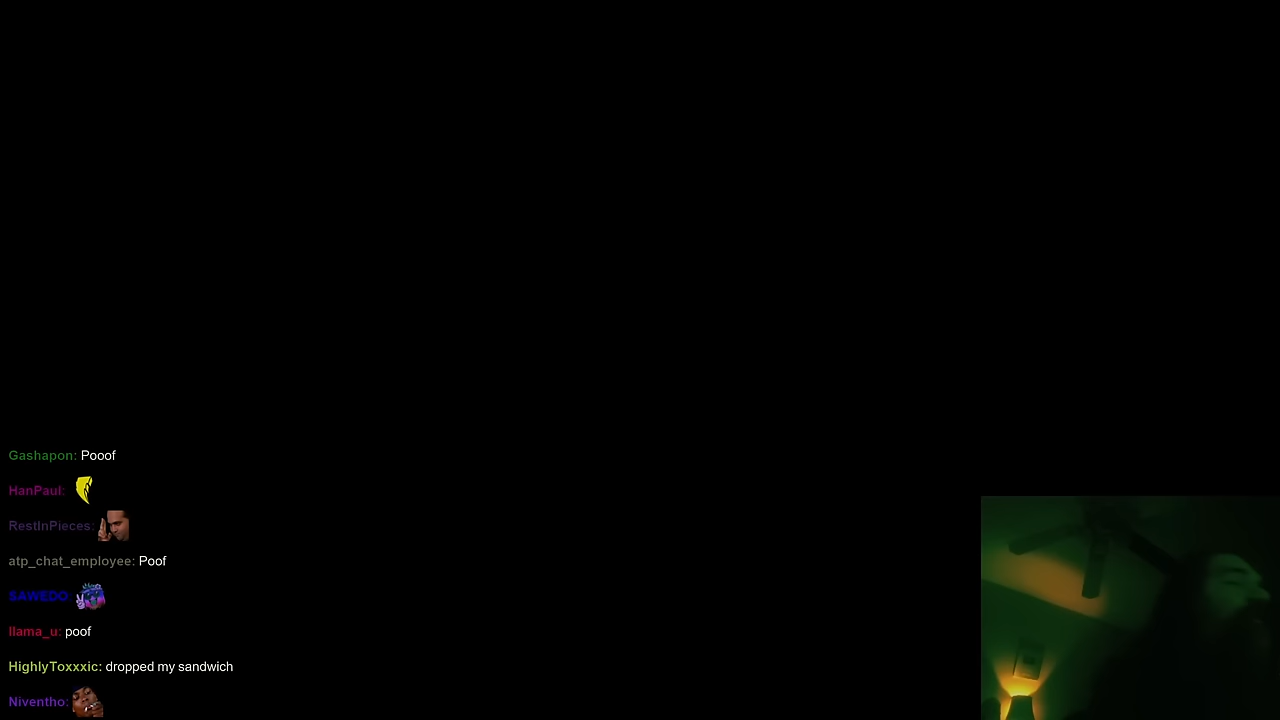 Gashapon: Pooof
HanPaul:
RestInPieces:
atp_chat_employee: Poof
SAWEDO:
llama_u: poof
HighlyToxxxic: dropped my sandwich
Niventho: